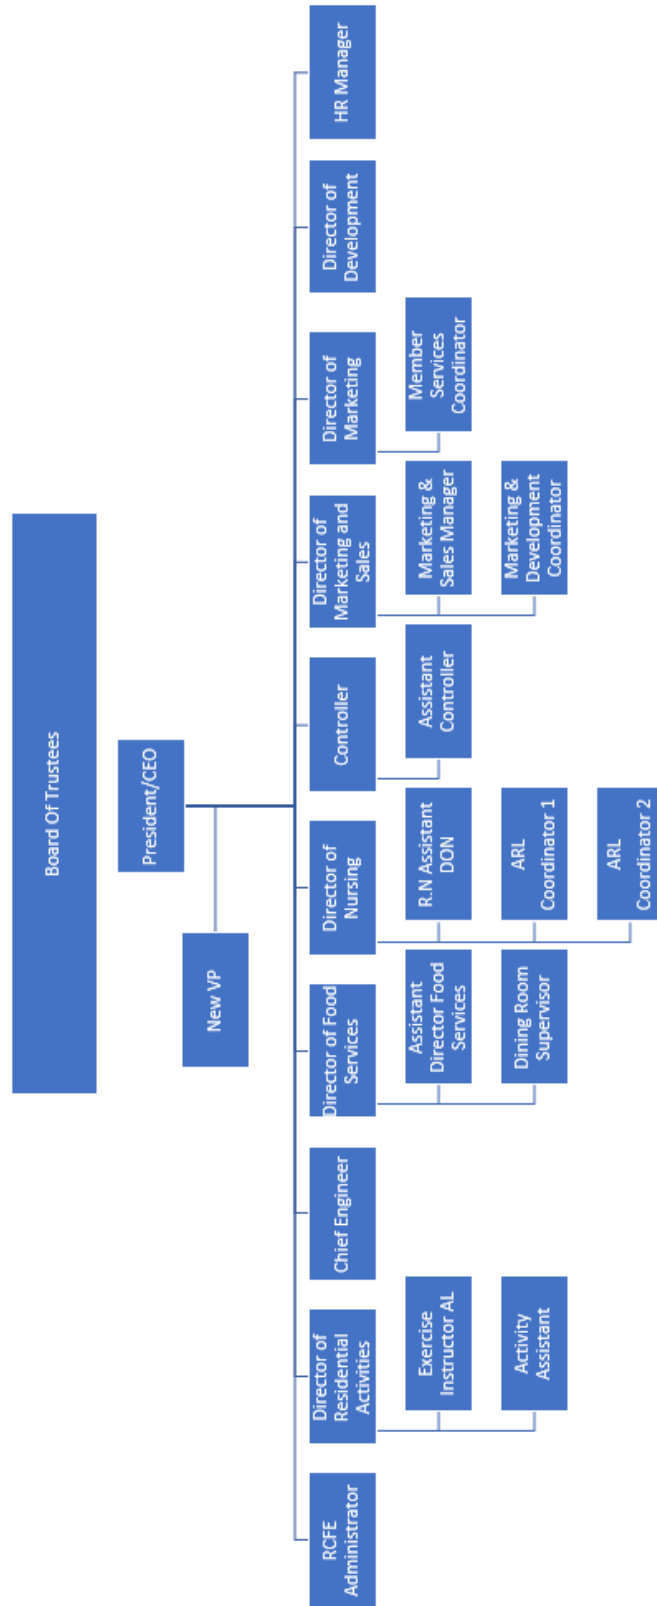 Board Of Trustees
President/CEO
New VP
RCFE
Administrator
Director of
Residential
Activities
Exercise
Instructor AL
Activity
Assistant
Chief Engineer
Director of Food
Services
Assistant
Director Food
Services
Dining Room
Supervisor
Director of
Nursing
R.N Assistant
DON
ARL
Coordinator 1
ARL
Coordinator 2
Controller
Assistant
Controller
Director of
Marketing and
Sales
Marketing &
Sales Manager
Marketing &
Development
Coordinator
Director of
Marketing
Member
Services
Coordinator
Director of
Development
HR Manager